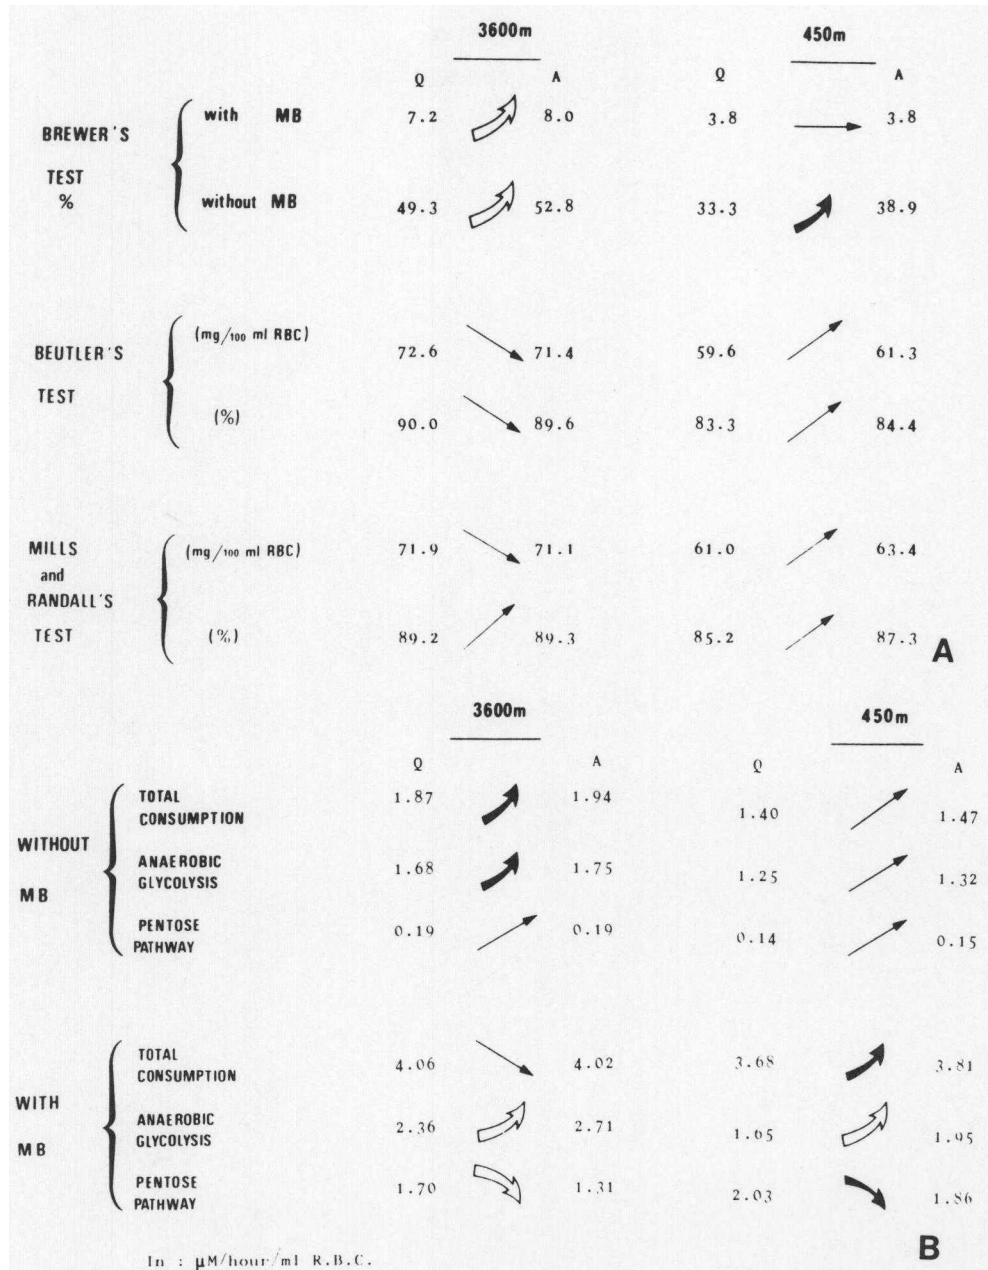 3600m 450m
Q A Q A
BREWER'S TEST %
with MB 7.2 8.0 3.8 3.8
without MB 49.3 52.8 33.3 38.9
BEUTLER'S TEST
(mg/100 ml RBC) 72.6 71.4 59.6 61.3
(%) 90.0 89.6 83.3 84.4
MILLS and RANDALL'S TEST
(mg/100 ml RBC) 71.9 71.1 61.0 63.4
(%) 89.2 89.3 85.2 87.3
A
3600m 450m
Q A Q A
WITHOUT MB
TOTAL CONSUMPTION 1.87 1.94 1.40 1.47
ANAEROBIC GLYCOLYSIS 1.68 1.75 1.25 1.32
PENTOSE PATHWAY 0.19 0.19 0.14 0.15
WITH MB
TOTAL CONSUMPTION 4.06 4.02 3.68 3.81
ANAEROBIC GLYCOLYSIS 2.36 2.71 1.65 1.95
PENTOSE PATHWAY 1.70 1.31 2.03 1.86
B
In : μM/hour/ml R.B.C.